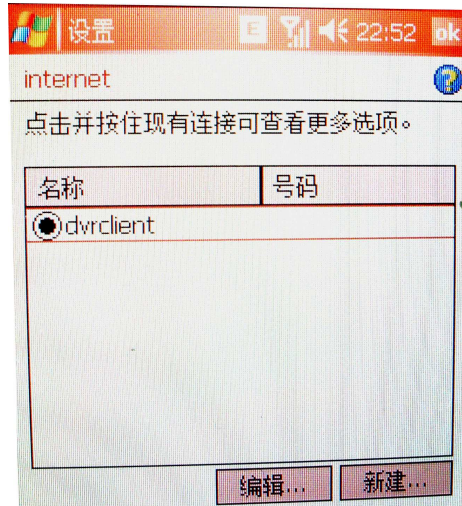 设置 E 22:52 ok
internet
点击并按住现有连接可查看更多选项。
名称 号码
dvrclient
编辑... 新建...